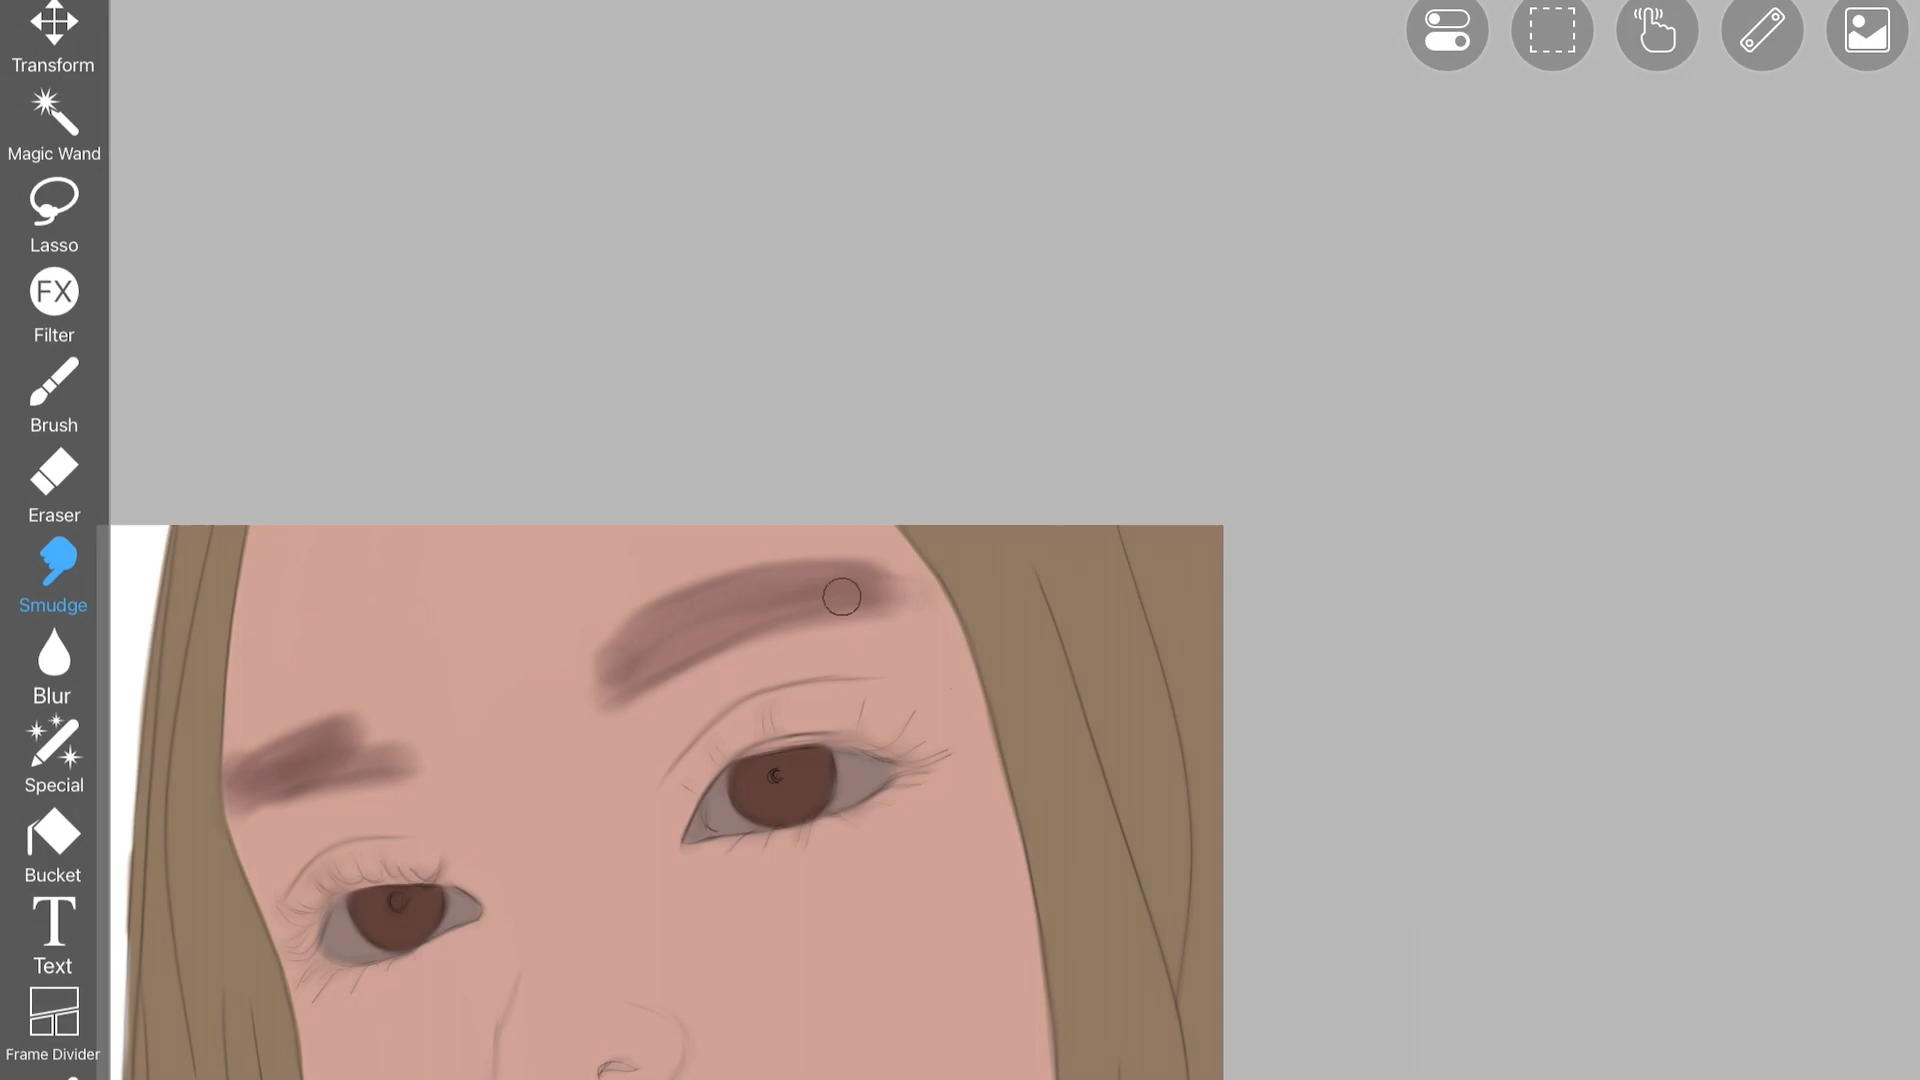 Transform
Magic Wand
Lasso
FX
Filter
Brush
Eraser
Smudge
Blur
Special
Bucket
T
Text
Frame Divider